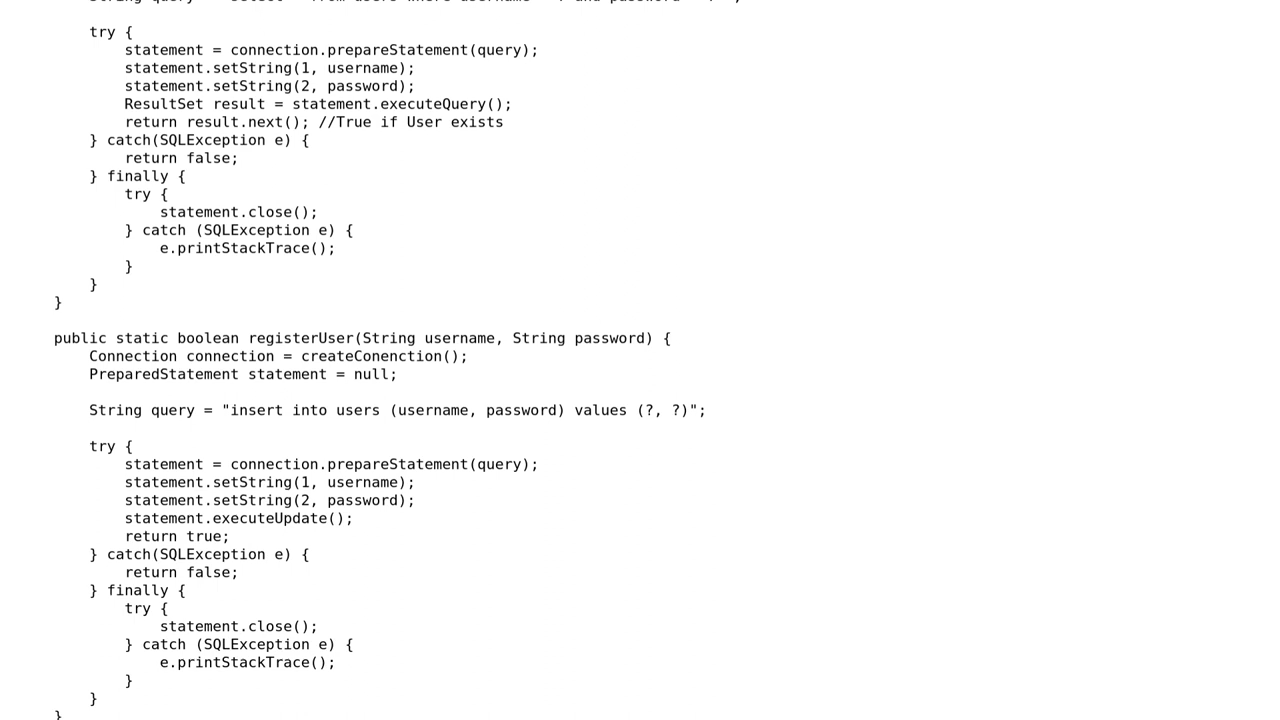 try {
statement = connection.prepareStatement(query);
statement.setString(1, username);
statement.setString(2, password);
ResultSet result = statement.executeQuery();
return result.next(); //True if User exists
} catch(SQLException e) {
return false;
} finally {
try {
statement.close();
} catch (SQLException e) {
e.printStackTrace();
}
}
}
public static boolean registerUser(String username, String password) {
Connection connection = createConenction();
PreparedStatement statement = null;
String query = "insert into users (username, password) values (?, ?)";
try {
statement = connection.prepareStatement(query);
statement.setString(1, username);
statement.setString(2, password);
statement.executeUpdate();
return true;
} catch(SQLException e) {
return false;
} finally {
try {
statement.close();
} catch (SQLException e) {
e.printStackTrace();
}
}
}